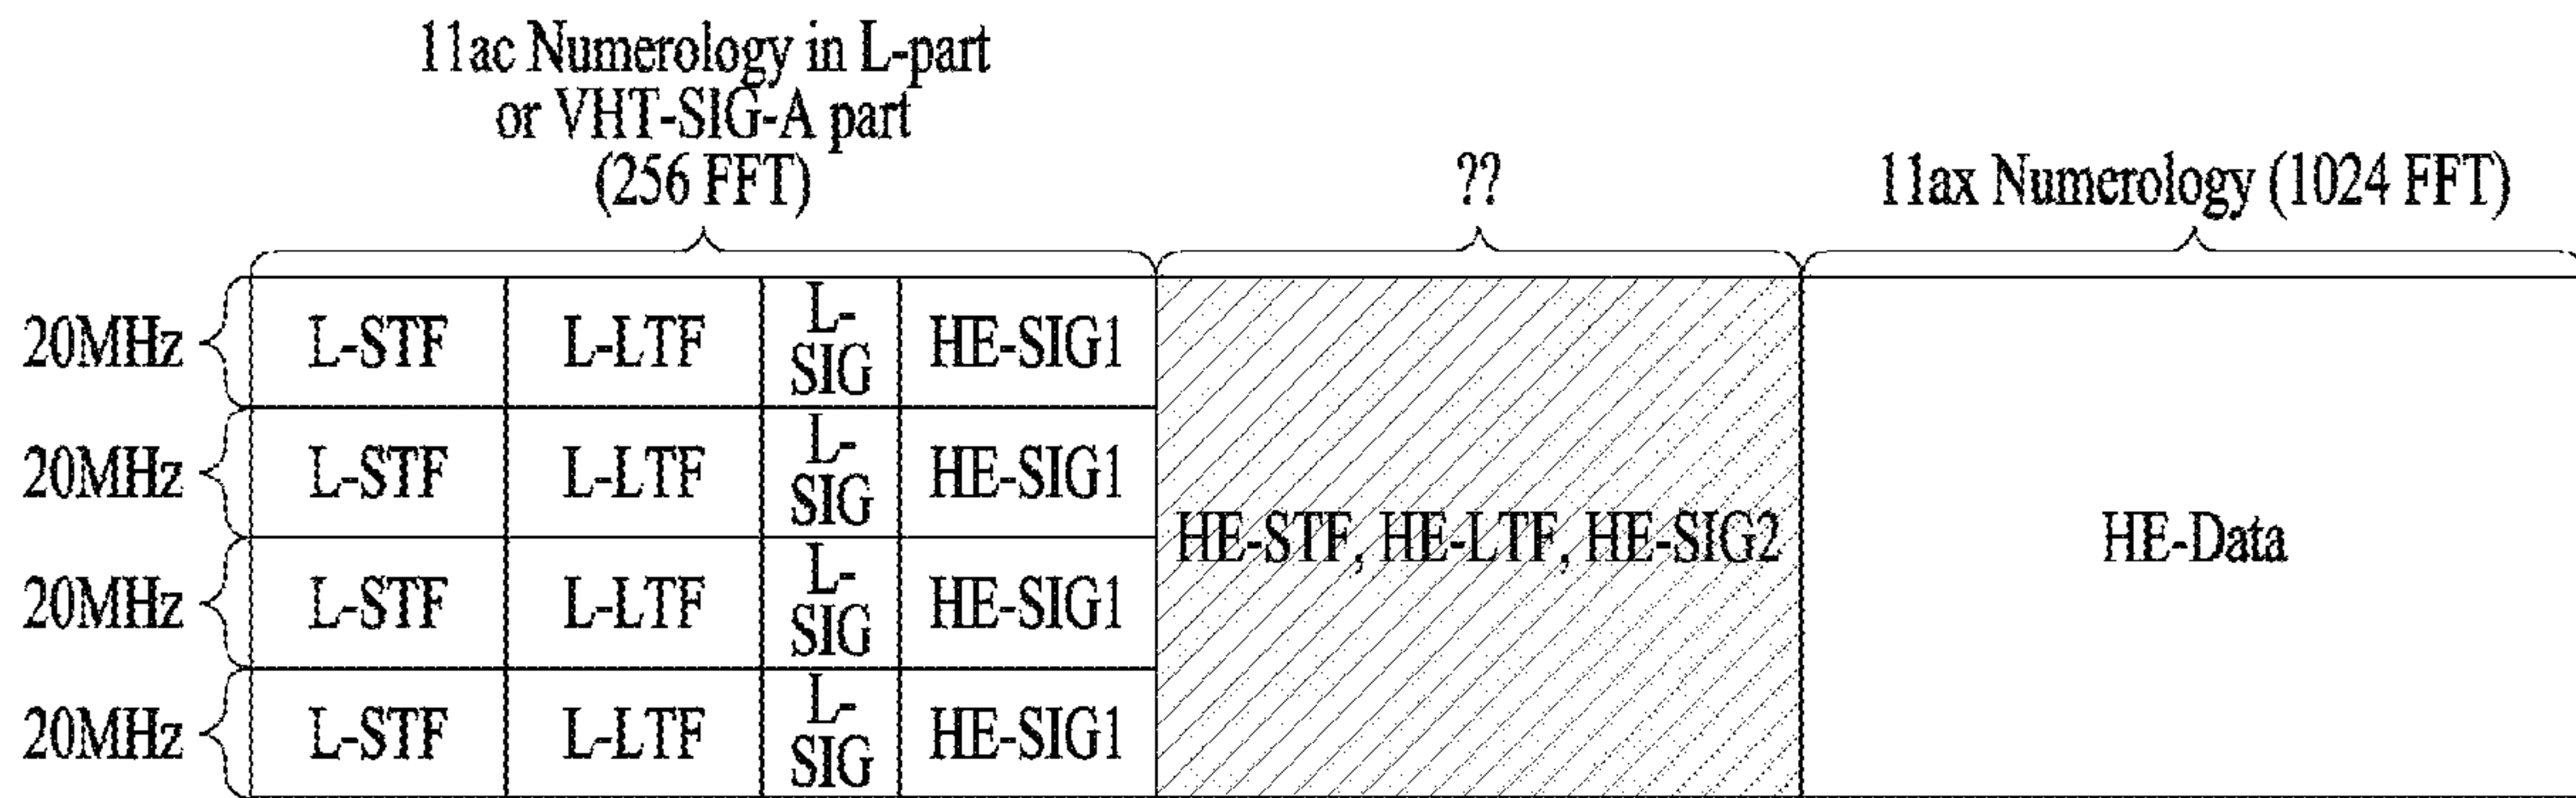 11ac Numerology in L-part
or VHT-SIG-A part
(256 FFT)
??
11ax Numerology (1024 FFT)
20MHz
L-STF
L-LTF
L-
SIG
HE-SIG1
20MHz
L-STF
L-LTF
L-
SIG
HE-SIG1
HE-STF, HE-LTF, HE-SIG2
HE-Data
20MHz
L-STF
L-LTF
L-
SIG
HE-SIG1
20MHz
L-STF
L-LTF
L-
SIG
HE-SIG1